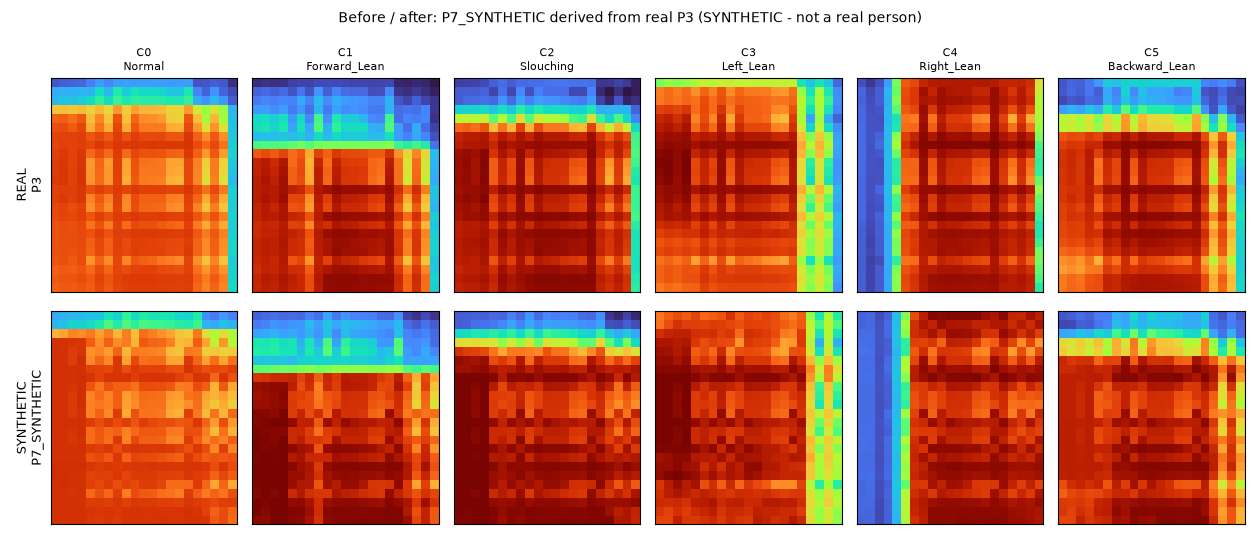 Before / after: P7_SYNTHETIC derived from real P3 (SYNTHETIC - not a real person)
C0
Normal
C1
Forward_Lean
C2
Slouching
C3
Left_Lean
C4
Right_Lean
C5
Backward_Lean
REAL
P3
SYNTHETIC
P7_SYNTHETIC